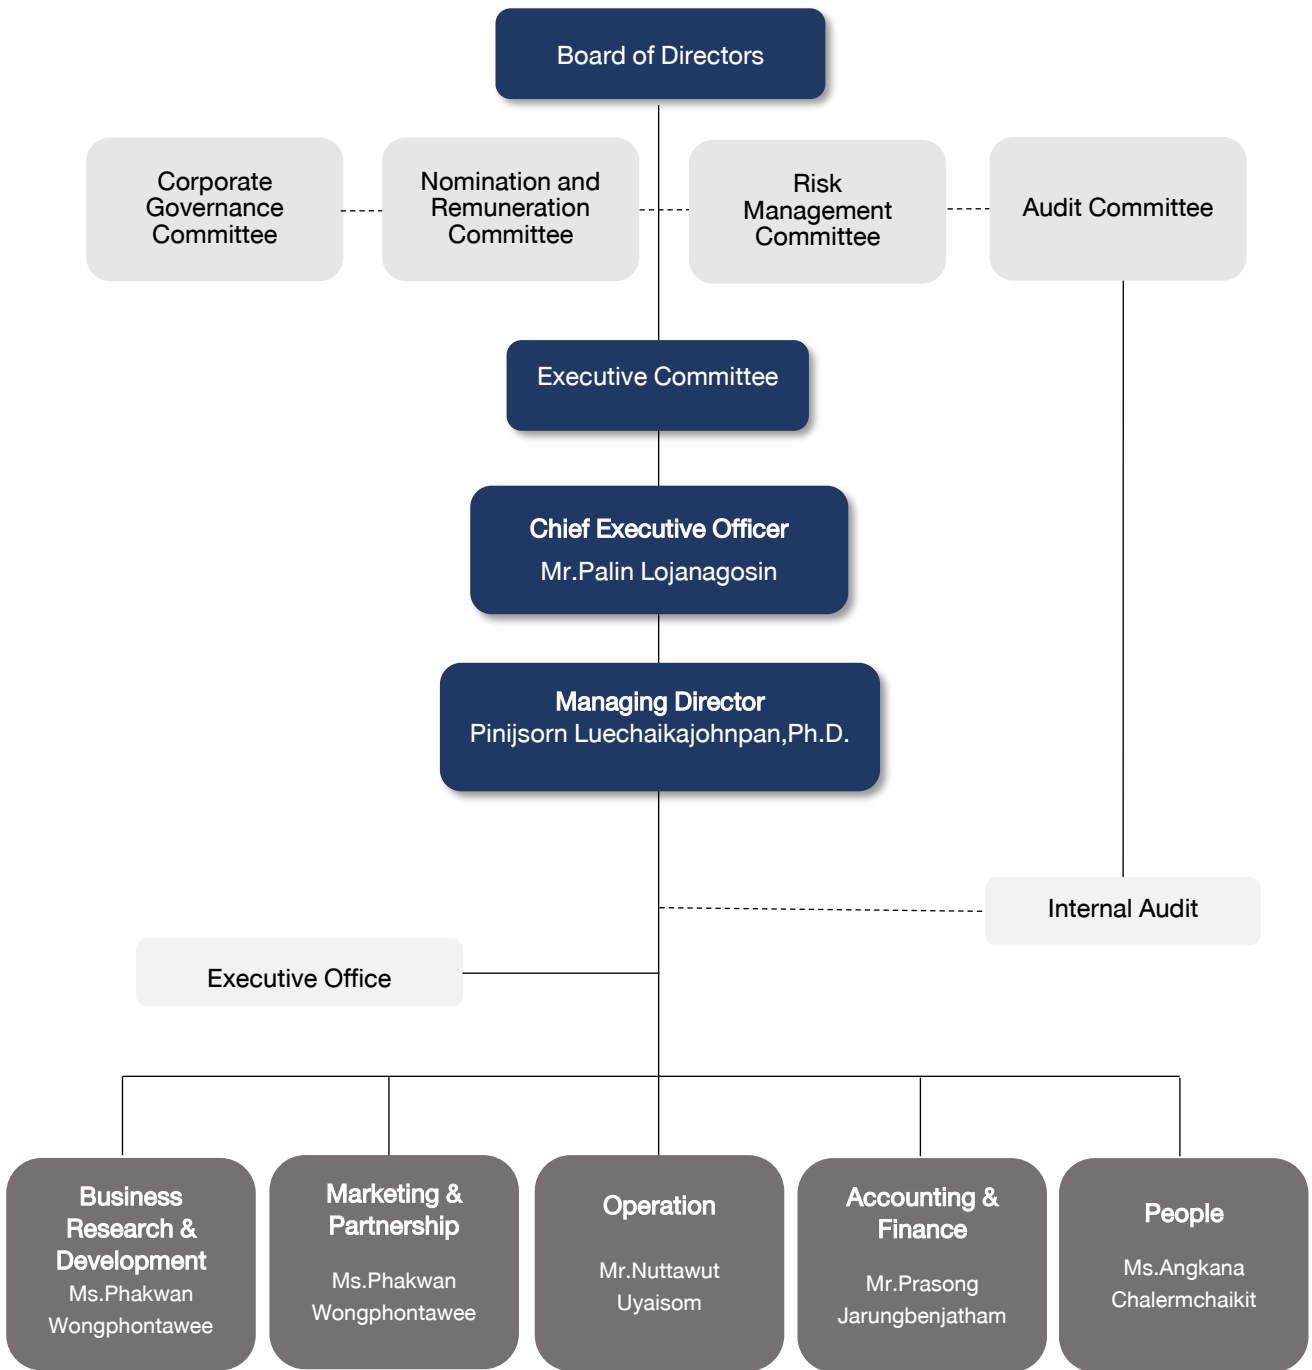 Board of Directors
Corporate
Governance
Committee
Nomination and
Remuneration
Committee
Risk
Management
Committee
Audit Committee
Executive Committee
Chief Executive Officer
Mr.Palin Lojanagosin
Managing Director
Pinijsorn Luechaikajohnpan,Ph.D.
Internal Audit
Executive Office
Business
Research &
Development
Ms.Phakwan
Wongphontawee
Marketing &
Partnership
Ms.Phakwan
Wongphontawee
Operation
Mr.Nuttawut
Uyaisom
Accounting &
Finance
Mr.Prasong
Jarungbenjatham
People
Ms.Angkana
Chalermchaikit